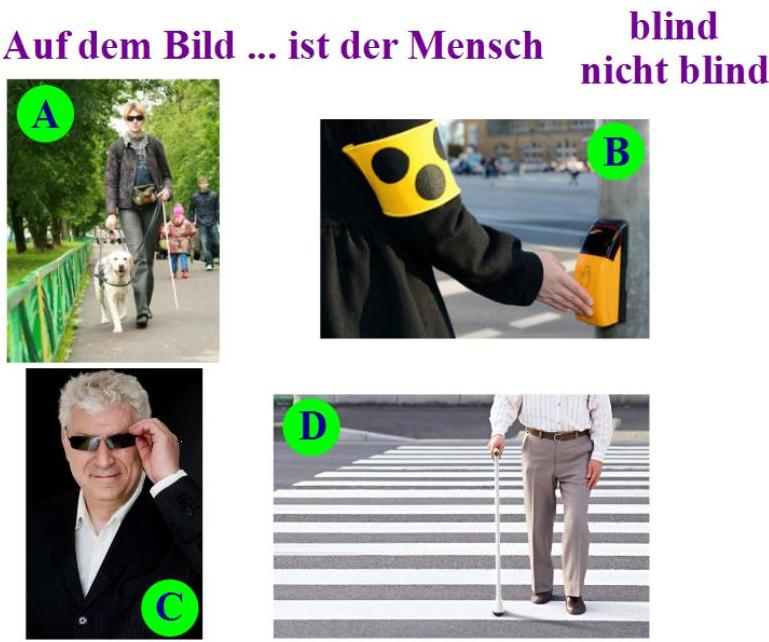 Auf dem Bild ... ist der Mensch
blind
nicht blind
A
B
C
D